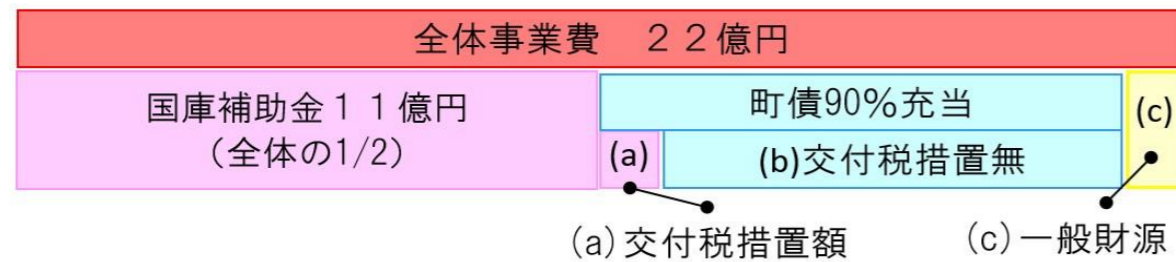 全体事業費　２２億円
国庫補助金１１億円
（全体の1/2）
町債90%充当
(c)
(a)
(b)交付税措置無
(a)交付税措置額
(c)一般財源